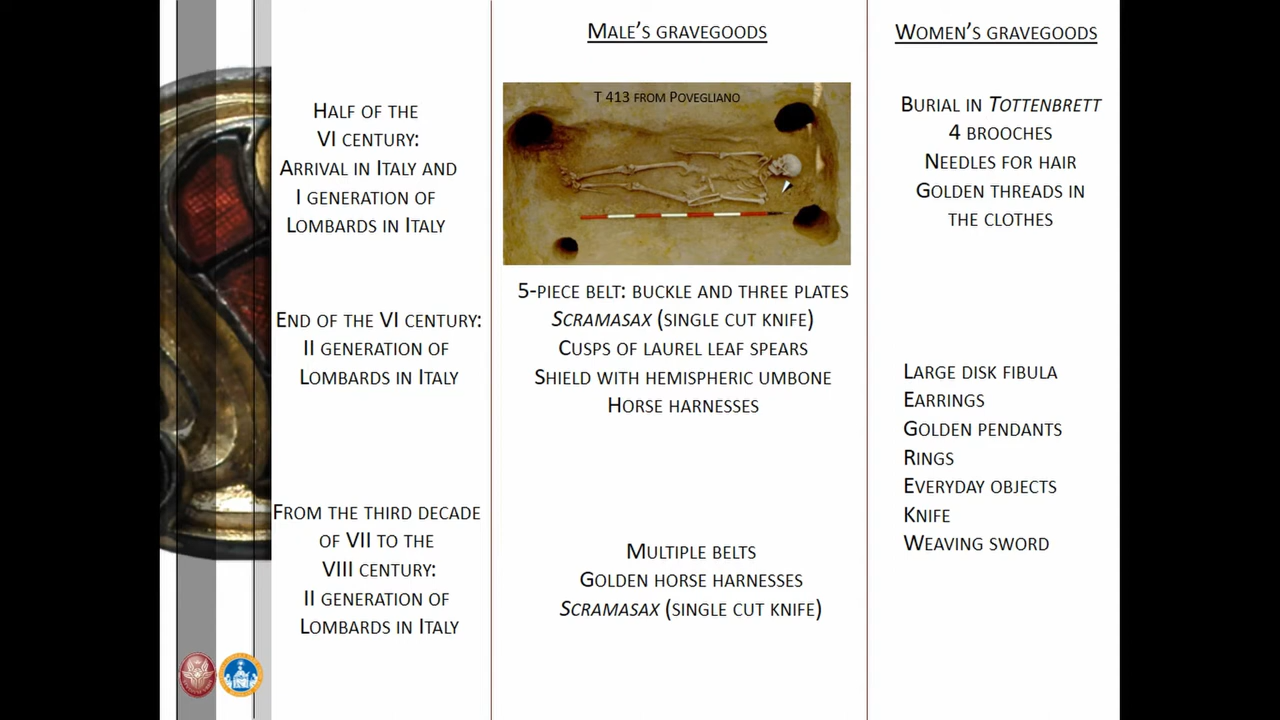 MALE'S GRAVEGOODS
WOMEN'S GRAVEGOODS
HALF OF THE
VI CENTURY:
ARRIVAL IN ITALY AND
I GENERATION OF
LOMBARDS IN ITALY
T 413 FROM POVEGLIANO
BURIAL IN TOTTENBRETT
4 BROOCHES
NEEDLES FOR HAIR
GOLDEN THREADS IN
THE CLOTHES
END OF THE VI CENTURY:
II GENERATION OF
LOMBARDS IN ITALY
5-PIECE BELT: BUCKLE AND THREE PLATES
SCRAMASAX (SINGLE CUT KNIFE)
CUSPS OF LAUREL LEAF SPEARS
SHIELD WITH HEMISPHERIC UMBONE
HORSE HARNESSES
LARGE DISK FIBULA
EARRINGS
GOLDEN PENDANTS
RINGS
EVERYDAY OBJECTS
KNIFE
WEAVING SWORD
FROM THE THIRD DECADE
OF VII TO THE
VIII CENTURY:
II GENERATION OF
LOMBARDS IN ITALY
MULTIPLE BELTS
GOLDEN HORSE HARNESSES
SCRAMASAX (SINGLE CUT KNIFE)